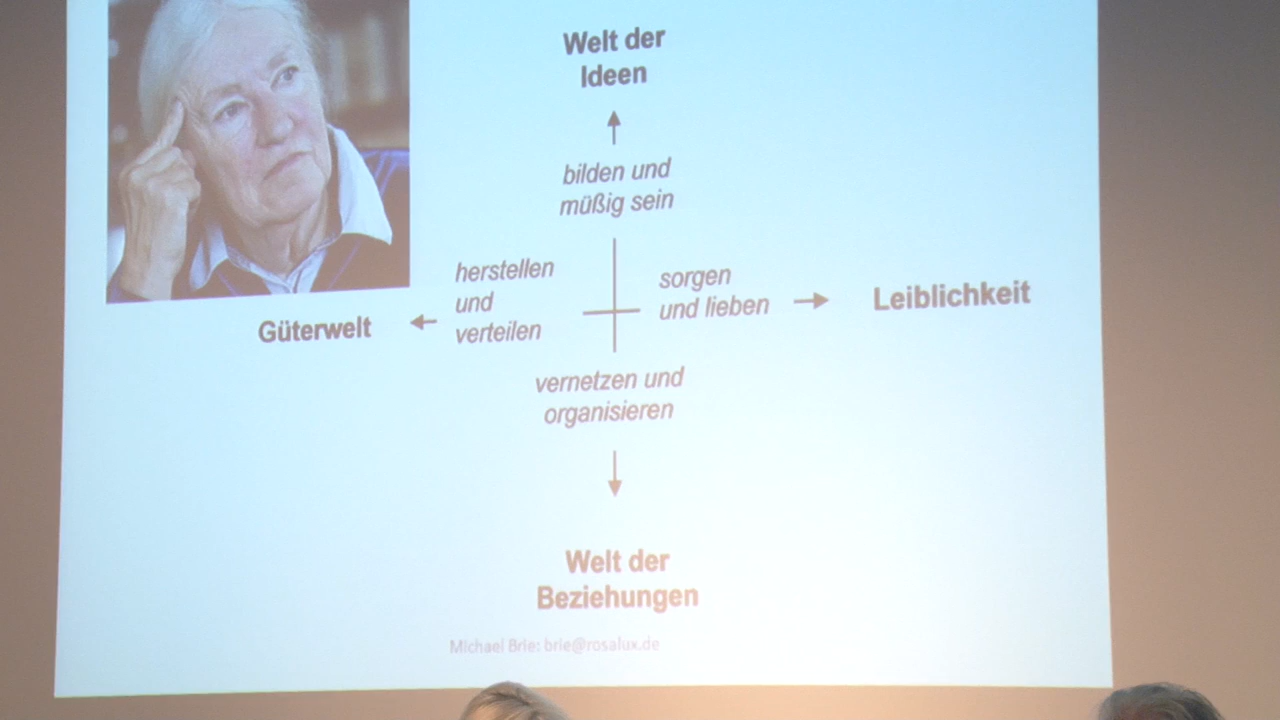 Welt der
Ideen
bilden und
müßig sein
herstellen
und
verteilen
Güterwelt
sorgen
und lieben
Leiblichkeit
vernetzen und
organisieren
Welt der
Beziehungen
Michael Brie: brie@rosalux.de